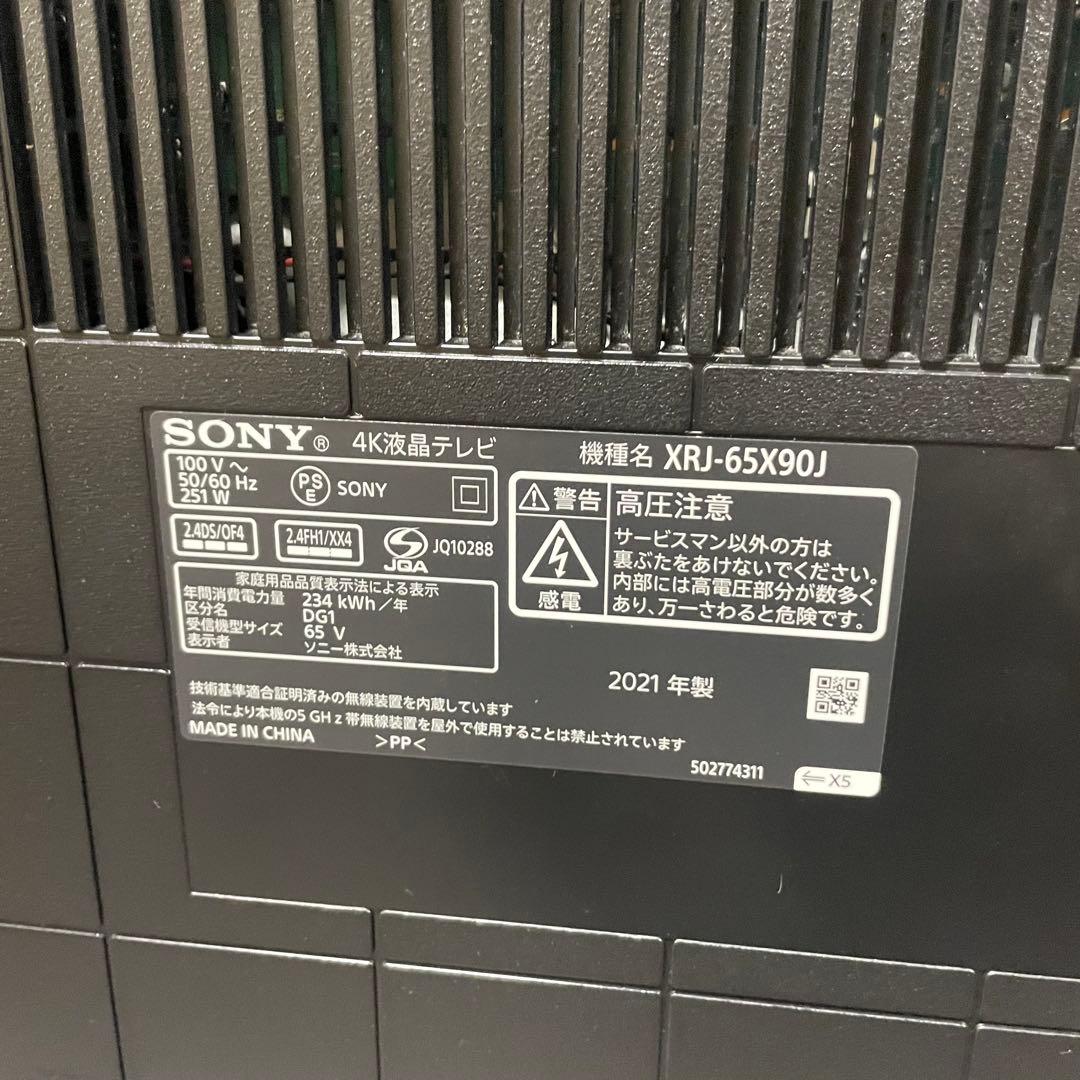 SONY® 4K液晶テレビ
機種名 XRJ-65X90J
100 V ～
50/60 Hz
251 W
PSE SONY
2.4DS/OF4
2.4FH1/XX4
JQA
JQ10288
家庭用品品質表示法による表示
年間消費電力量 234 kWh／年
区分名 DG1
受信機型サイズ 65 V
表示者 ソニー株式会社
警告
感電
高圧注意
サービスマン以外の方は
裏ぶたをあけないでください。
内部には高電圧部分が数多く
あり、万一さわると危険です。
2021 年製
技術基準適合証明済みの無線装置を内蔵しています
法令により本機の5 GHz 帯無線装置を屋外で使用することは禁止されています
MADE IN CHINA >PP<
502774311
⇐ X5